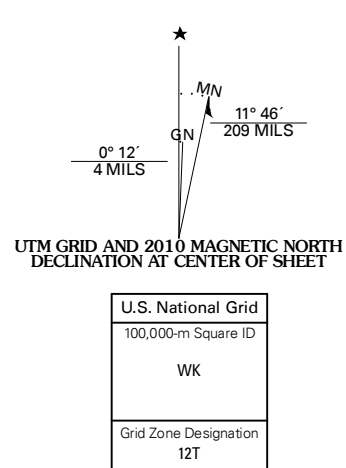 ★
MN
11° 46´
209 MILS
GN
0° 12´
4 MILS
UTM GRID AND 2010 MAGNETIC NORTH
DECLINATION AT CENTER OF SHEET
U.S. National Grid
100,000-m Square ID
WK
Grid Zone Designation
12T